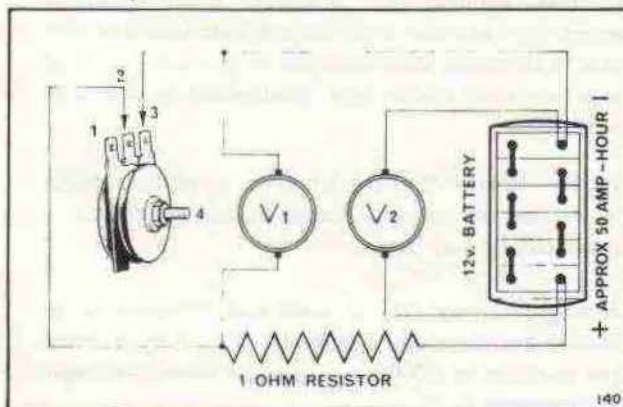 1
2
3
4
V1
V2
12v. BATTERY
+ APPROX 50 AMP-HOUR I
1 OHM RESISTOR
140